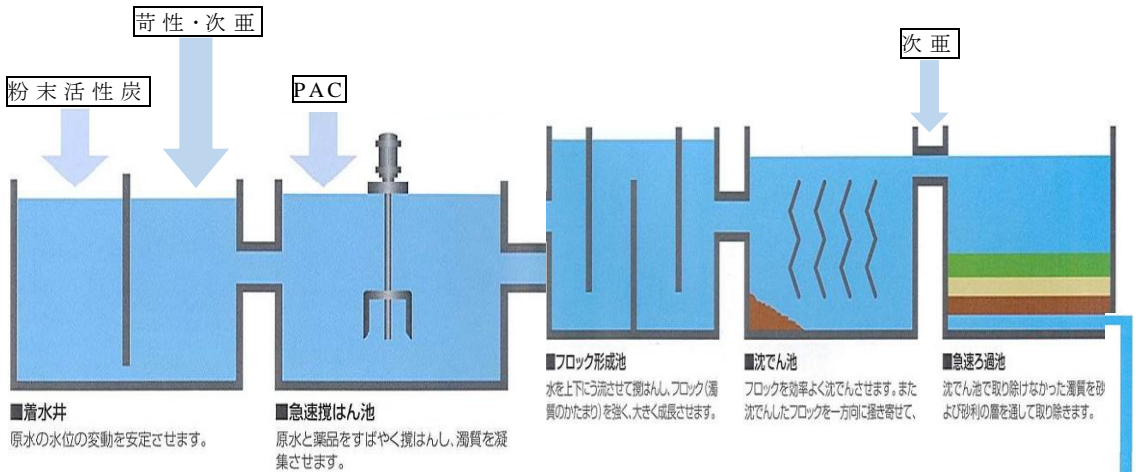 苛性・次亜
次亜
粉末活性炭
PAC
■着水井
原水の水位の変動を安定させます。
■急速攪はん池
原水と薬品をすばやく攪はんし、濁質を凝
集させます。
■フロック形成池
水を上下にう流させて攪はんし、フロック(濁
質のかたまり)を強く、大きく成長させます。
■沈でん池
フロックを効率よく沈でんさせます。また
沈でんしたフロックを一方向に掻き寄せて、
■急速ろ過池
沈でん池で取り除けなかった濁質を砂
および砂利の層を通して取り除きます。